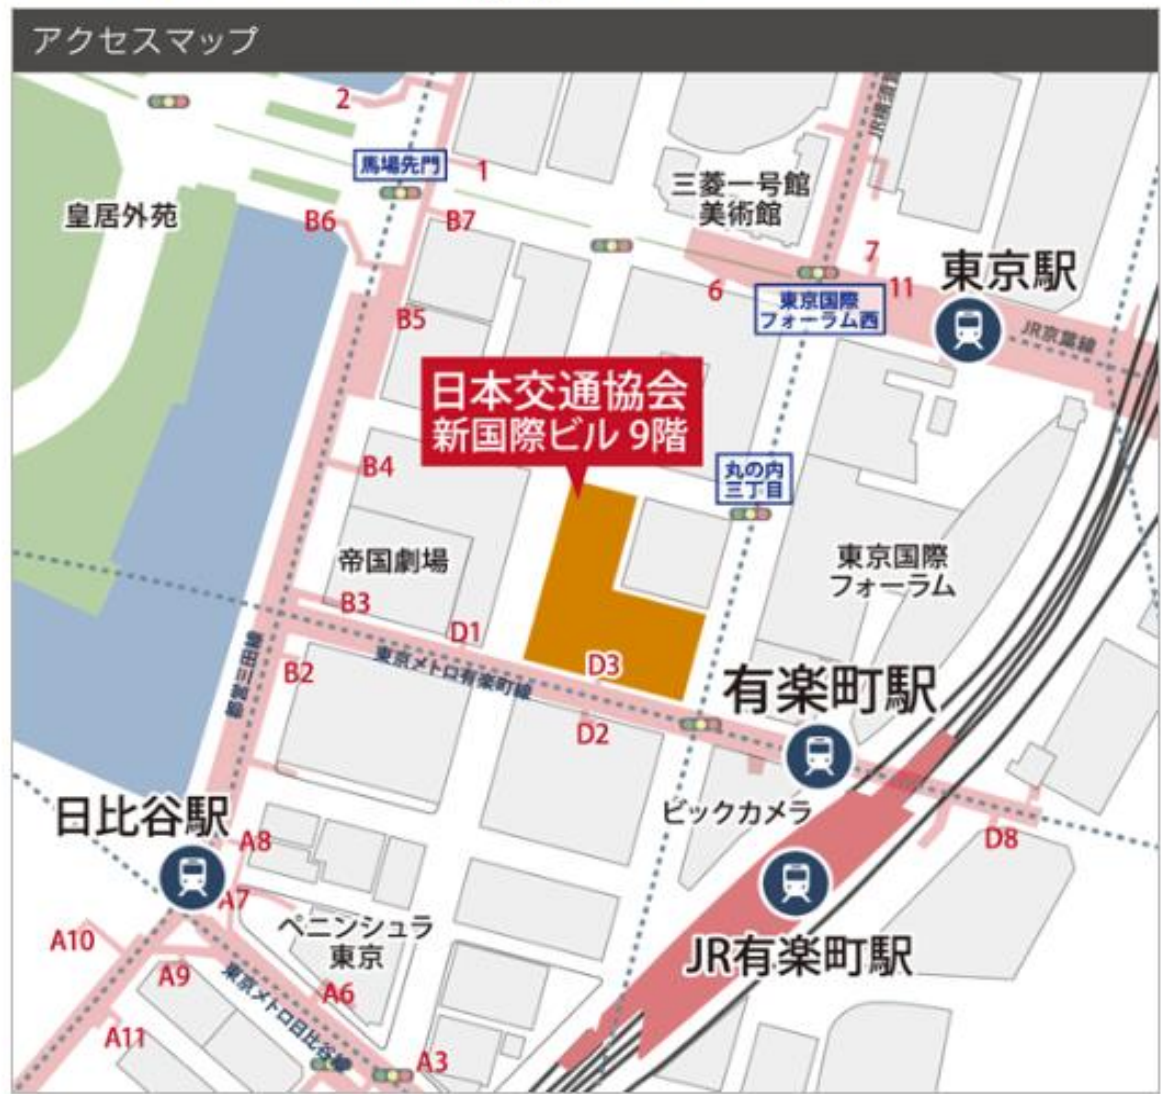 アクセスマップ
2
馬場先門
1
三菱一号館
美術館
皇居外苑
B6
B7
7
東京駅
6
11
東京国際
フォーラム西
B5
JR京葉線
日本交通協会
新国際ビル 9階
B4
丸の内
三丁目
帝国劇場
東京国際
フォーラム
B3
D1
都営三田線
B2
東京メトロ有楽町線
D3
有楽町駅
D2
ビックカメラ
日比谷駅
A8
D8
A7
ペニンシュラ
東京
A10
JR有楽町駅
A9
東京メトロ日比谷線
A6
A11
A3